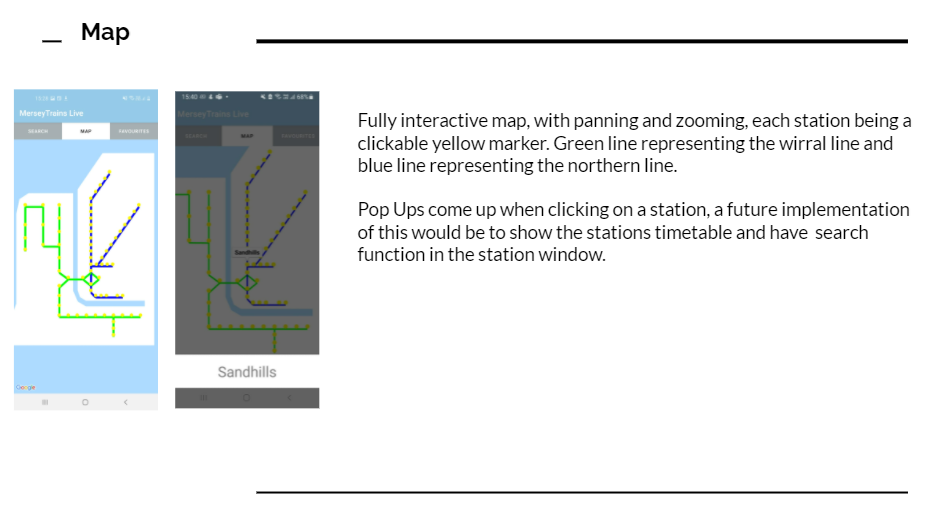 Map
MerseyTrains Live
SEARCH MAP FAVOURITES
Google
15:40 68%
MerseyTrains Live
SEARCH MAP FAVOURITES
Sandhills
Sandhills
Fully interactive map, with panning and zooming, each station being a
clickable yellow marker. Green line representing the wirral line and
blue line representing the northern line.
Pop Ups come up when clicking on a station, a future implementation
of this would be to show the stations timetable and have search
function in the station window.